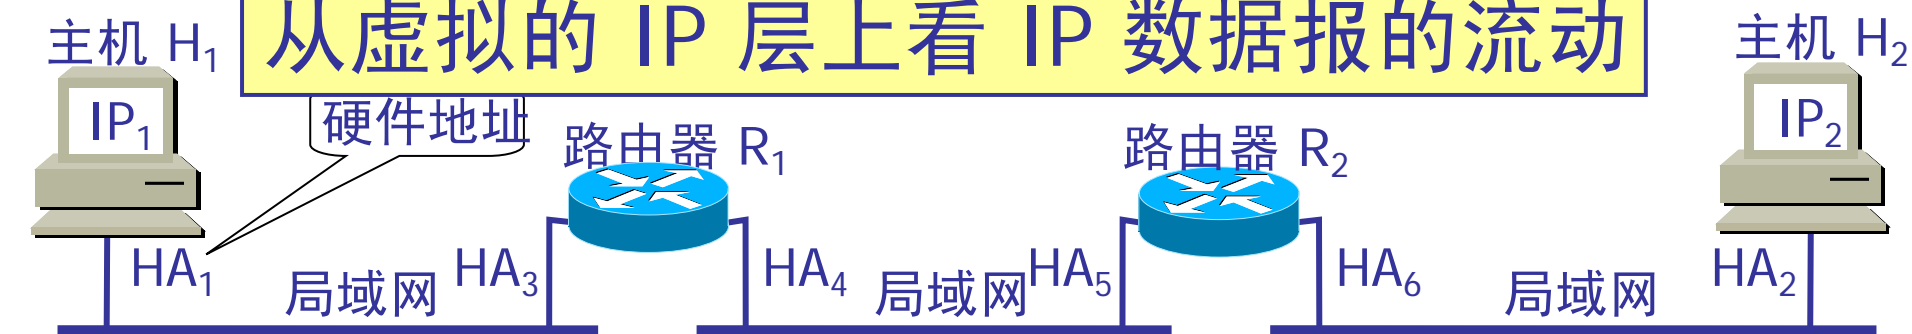 从虚拟的 IP 层上看 IP 数据报的流动
主机 H1
主机 H2
IP1
硬件地址
路由器 R1
路由器 R2
IP2
HA1
局域网
HA3
HA4
局域网
HA5
HA6
局域网
HA2